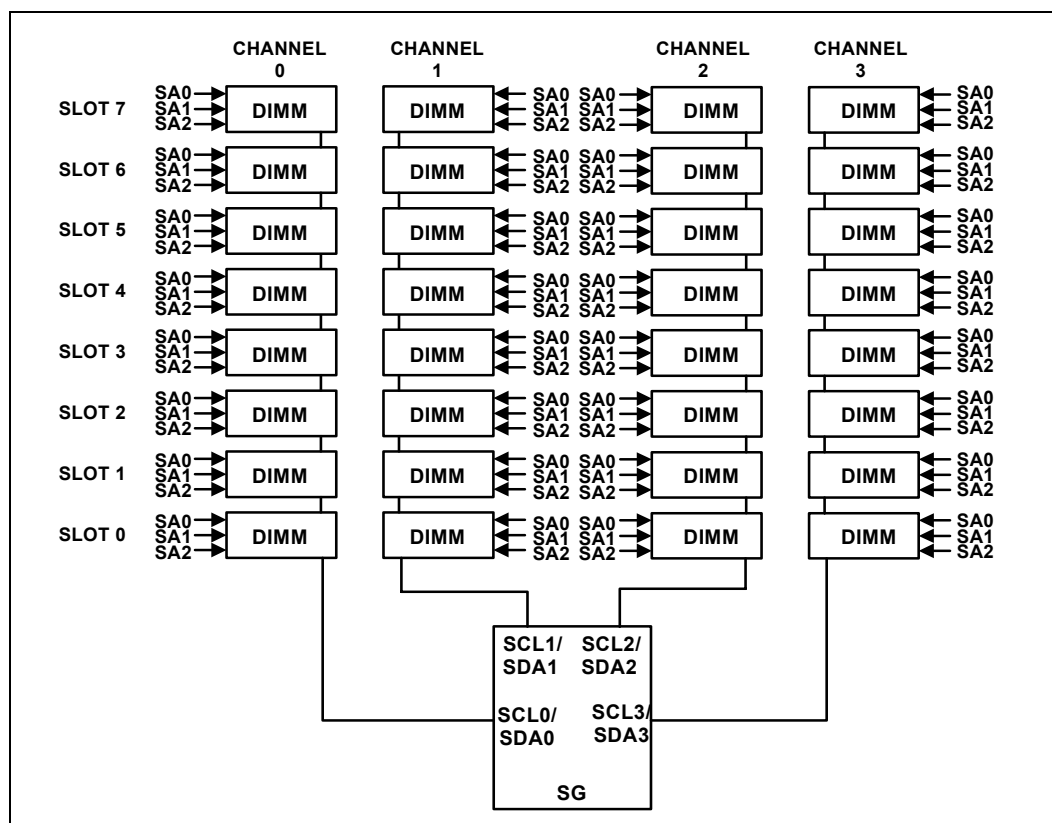 CHANNEL 0 CHANNEL 1 CHANNEL 2 CHANNEL 3
SLOT 7
SA0 DIMM DIMM SA0 SA0 DIMM DIMM SA0
SA1 SA1 SA1 SA1
SA2 SA2 SA2 SA2
SLOT 6
SA0 DIMM DIMM SA0 SA0 DIMM DIMM SA0
SA1 SA1 SA1 SA1
SA2 SA2 SA2 SA2
SLOT 5
SA0 DIMM DIMM SA0 SA0 DIMM DIMM SA0
SA1 SA1 SA1 SA1
SA2 SA2 SA2 SA2
SLOT 4
SA0 DIMM DIMM SA0 SA0 DIMM DIMM SA0
SA1 SA1 SA1 SA1
SA2 SA2 SA2 SA2
SLOT 3
SA0 DIMM DIMM SA0 SA0 DIMM DIMM SA0
SA1 SA1 SA1 SA1
SA2 SA2 SA2 SA2
SLOT 2
SA0 DIMM DIMM SA0 SA0 DIMM DIMM SA0
SA1 SA1 SA1 SA1
SA2 SA2 SA2 SA2
SLOT 1
SA0 DIMM DIMM SA0 SA0 DIMM DIMM SA0
SA1 SA1 SA1 SA1
SA2 SA2 SA2 SA2
SLOT 0
SA0 DIMM DIMM SA0 SA0 DIMM DIMM SA0
SA1 SA1 SA1 SA1
SA2 SA2 SA2 SA2
SCL1/ SCL2/
SDA1 SDA2
SCL0/ SCL3/
SDA0 SDA3
SG